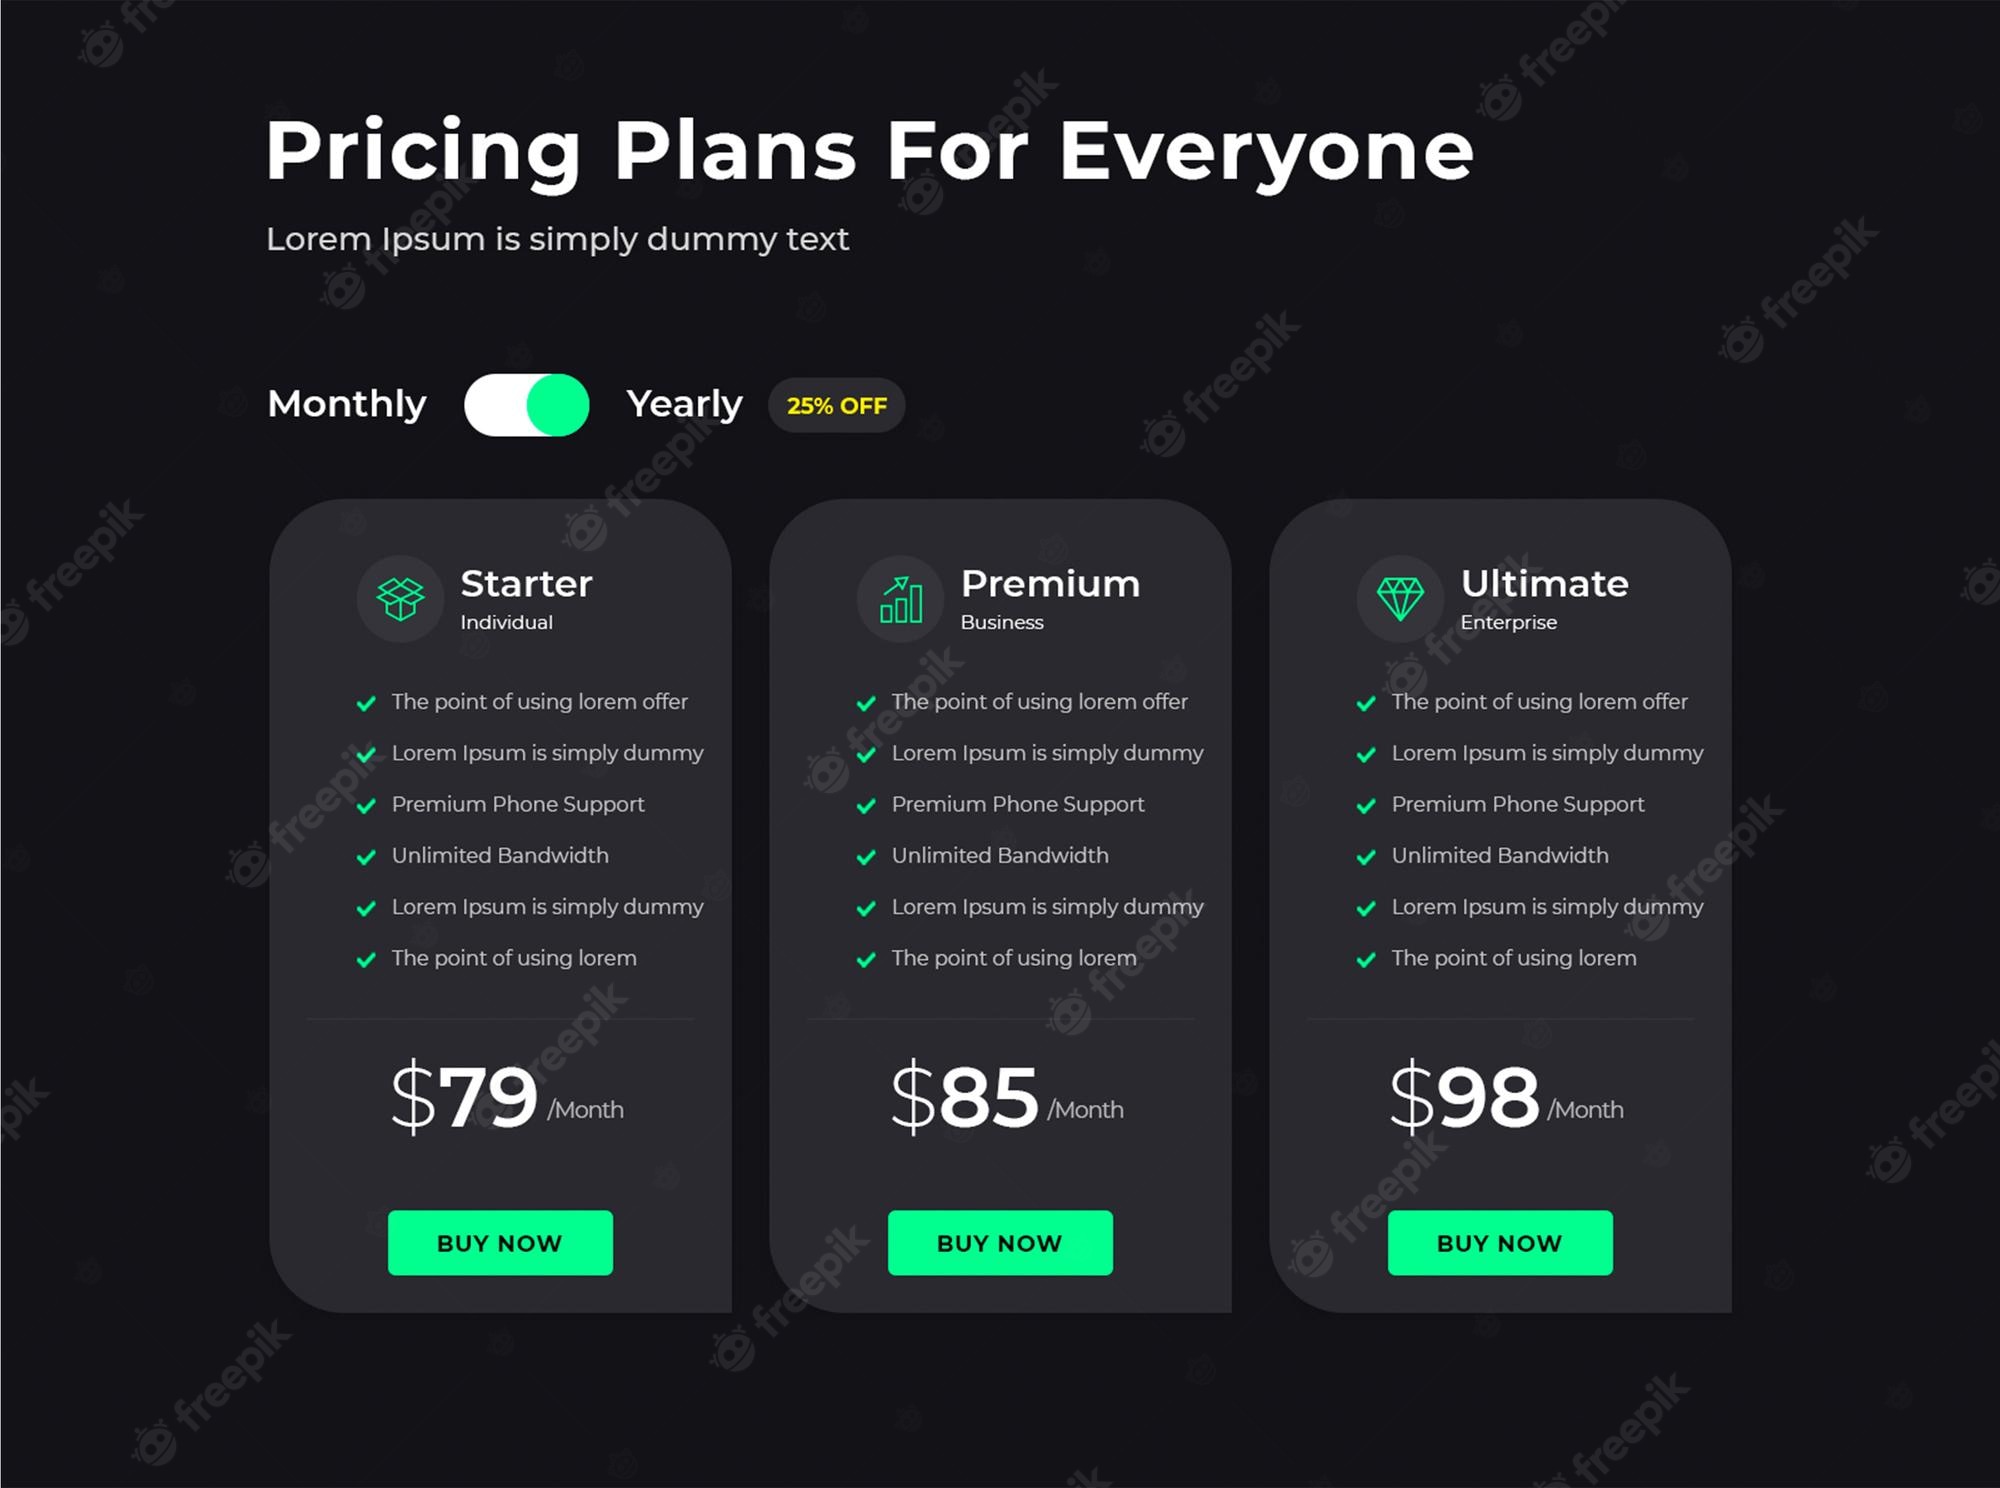 Pricing Plans For Everyone
Lorem Ipsum is simply dummy text
Monthly Yearly 25% OFF
Starter
Individual
The point of using lorem offer
Lorem Ipsum is simply dummy
Premium Phone Support
Unlimited Bandwidth
Lorem Ipsum is simply dummy
The point of using lorem
$79 /Month
BUY NOW
Premium
Business
The point of using lorem offer
Lorem Ipsum is simply dummy
Premium Phone Support
Unlimited Bandwidth
Lorem Ipsum is simply dummy
The point of using lorem
$85 /Month
BUY NOW
Ultimate
Enterprise
The point of using lorem offer
Lorem Ipsum is simply dummy
Premium Phone Support
Unlimited Bandwidth
Lorem Ipsum is simply dummy
The point of using lorem
$98 /Month
BUY NOW
freepik